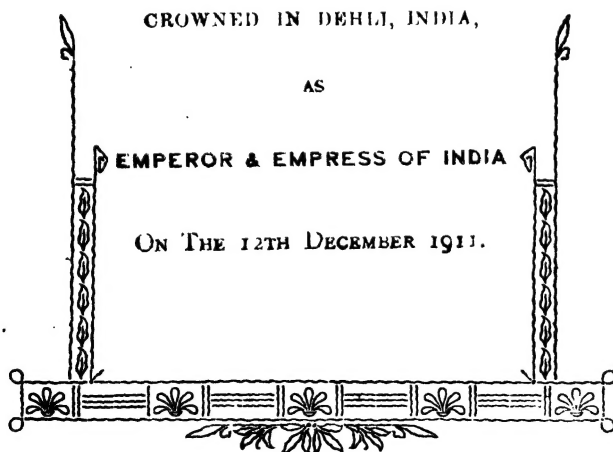 CROWNED IN DEHLI, INDIA,
AS
EMPEROR & EMPRESS OF INDIA
ON THE 12TH DECEMBER 1911.